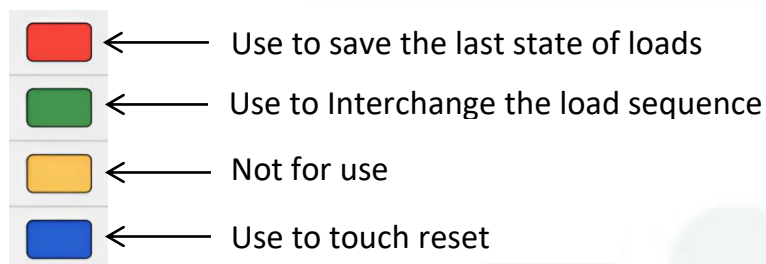 Use to save the last state of loads
Use to Interchange the load sequence
Not for use
Use to touch reset